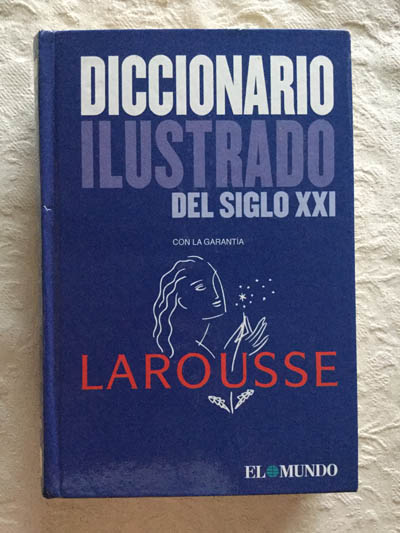 DICCIONARIO
ILUSTRADO
DEL SIGLO XXI
CON LA GARANTÍA
LAROUSSE
EL MUNDO